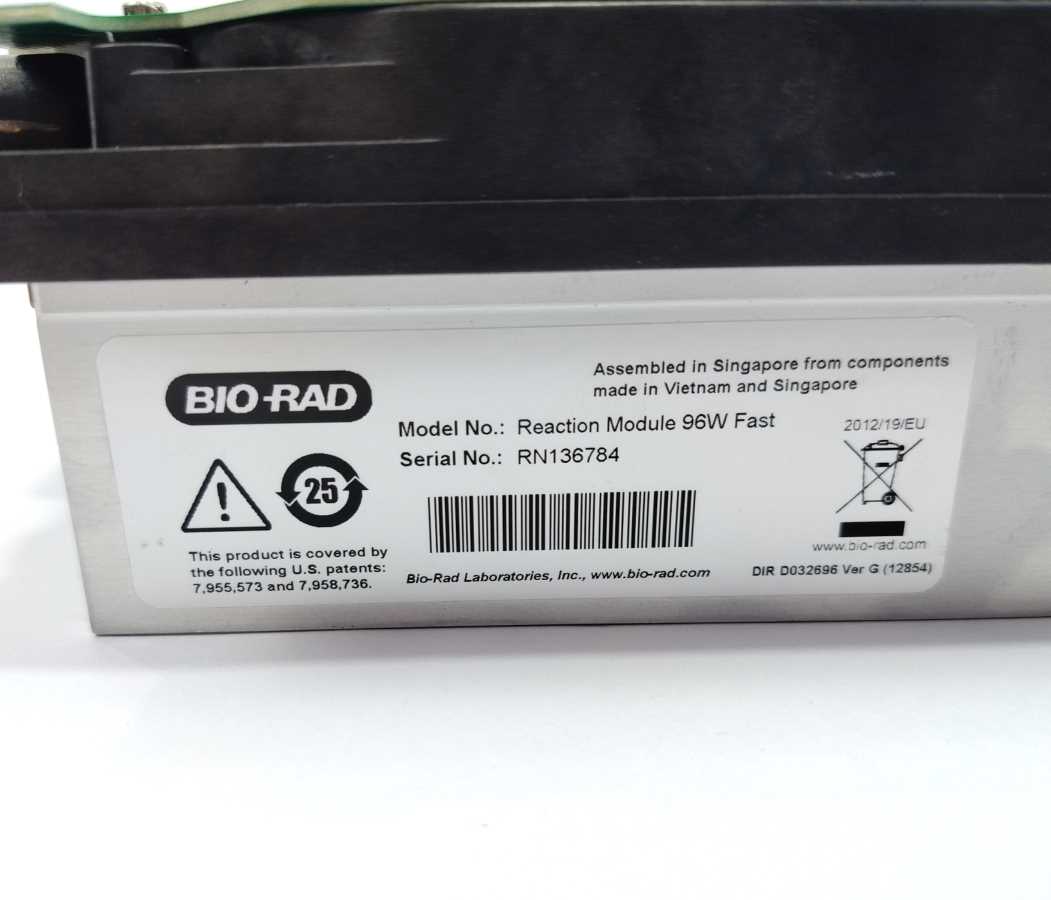 BIO-RAD
Assembled in Singapore from components
made in Vietnam and Singapore
Model No.: Reaction Module 96W Fast
Serial No.: RN136784
2012/19/EU
25
This product is covered by
the following U.S. patents:
7,955,573 and 7,958,736.
Bio-Rad Laboratories, Inc., www.bio-rad.com
www.bio-rad.com
DIR D032696 Ver G (12854)